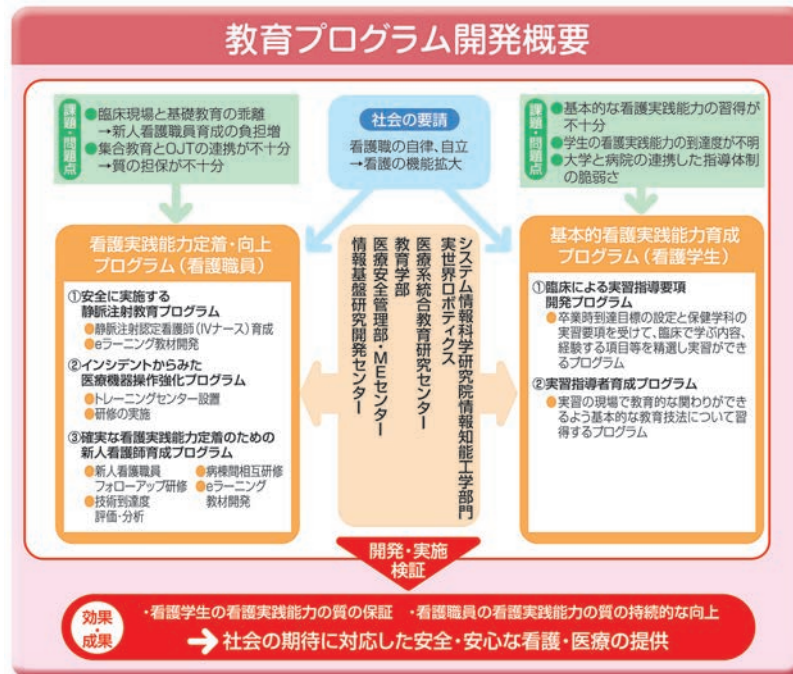 教育プログラム開発概要
課題・問題点
●臨床現場と基礎教育の乖離
→新人看護職員育成の負担増
●集合教育とOJTの連携が不十分
→質の担保が不十分
社会の要請
看護職の自律、自立
→看護の機能拡大
課題・問題点
●基本的な看護実践能力の習得が
不十分
●学生の看護実践能力の到達度が不明
●大学と病院の連携した指導体制
の脆弱さ
看護実践能力定着・向上
プログラム(看護職員)
①安全に実施する
静脈注射教育プログラム
●静脈注射認定看護師(IVナース)育成
●eラーニング教材開発
②インシデントからみた
医療機器操作強化プログラム
●トレーニングセンター設置
●研修の実施
③確実な看護実践能力定着のための
新人看護師育成プログラム
●新人看護職員
フォローアップ研修
●技術到達度
評価・分析
●病棟間相互研修
●eラーニング
教材開発
システム情報科学研究院情報知能工学部門
実世界ロボティクス
医療系統合教育研究センター
教育学部
医療安全管理部・MEセンター
情報基盤研究開発センター
基本的看護実践能力育成
プログラム(看護学生)
①臨床による実習指導要項
開発プログラム
●卒業時到達目標の設定と保健学科の
実習要項を受けて、臨床で学ぶ内容、
経験する項目等を精選し実習ができ
るプログラム
②実習指導者育成プログラム
●実習の現場で教育的な関わりができ
るよう基本的な教育技法について習
得するプログラム
開発・実施
検証
効果・成果
・看護学生の看護実践能力の質の保証 ・看護職員の看護実践能力の質の持続的な向上
→社会の期待に対応した安全・安心な看護・医療の提供